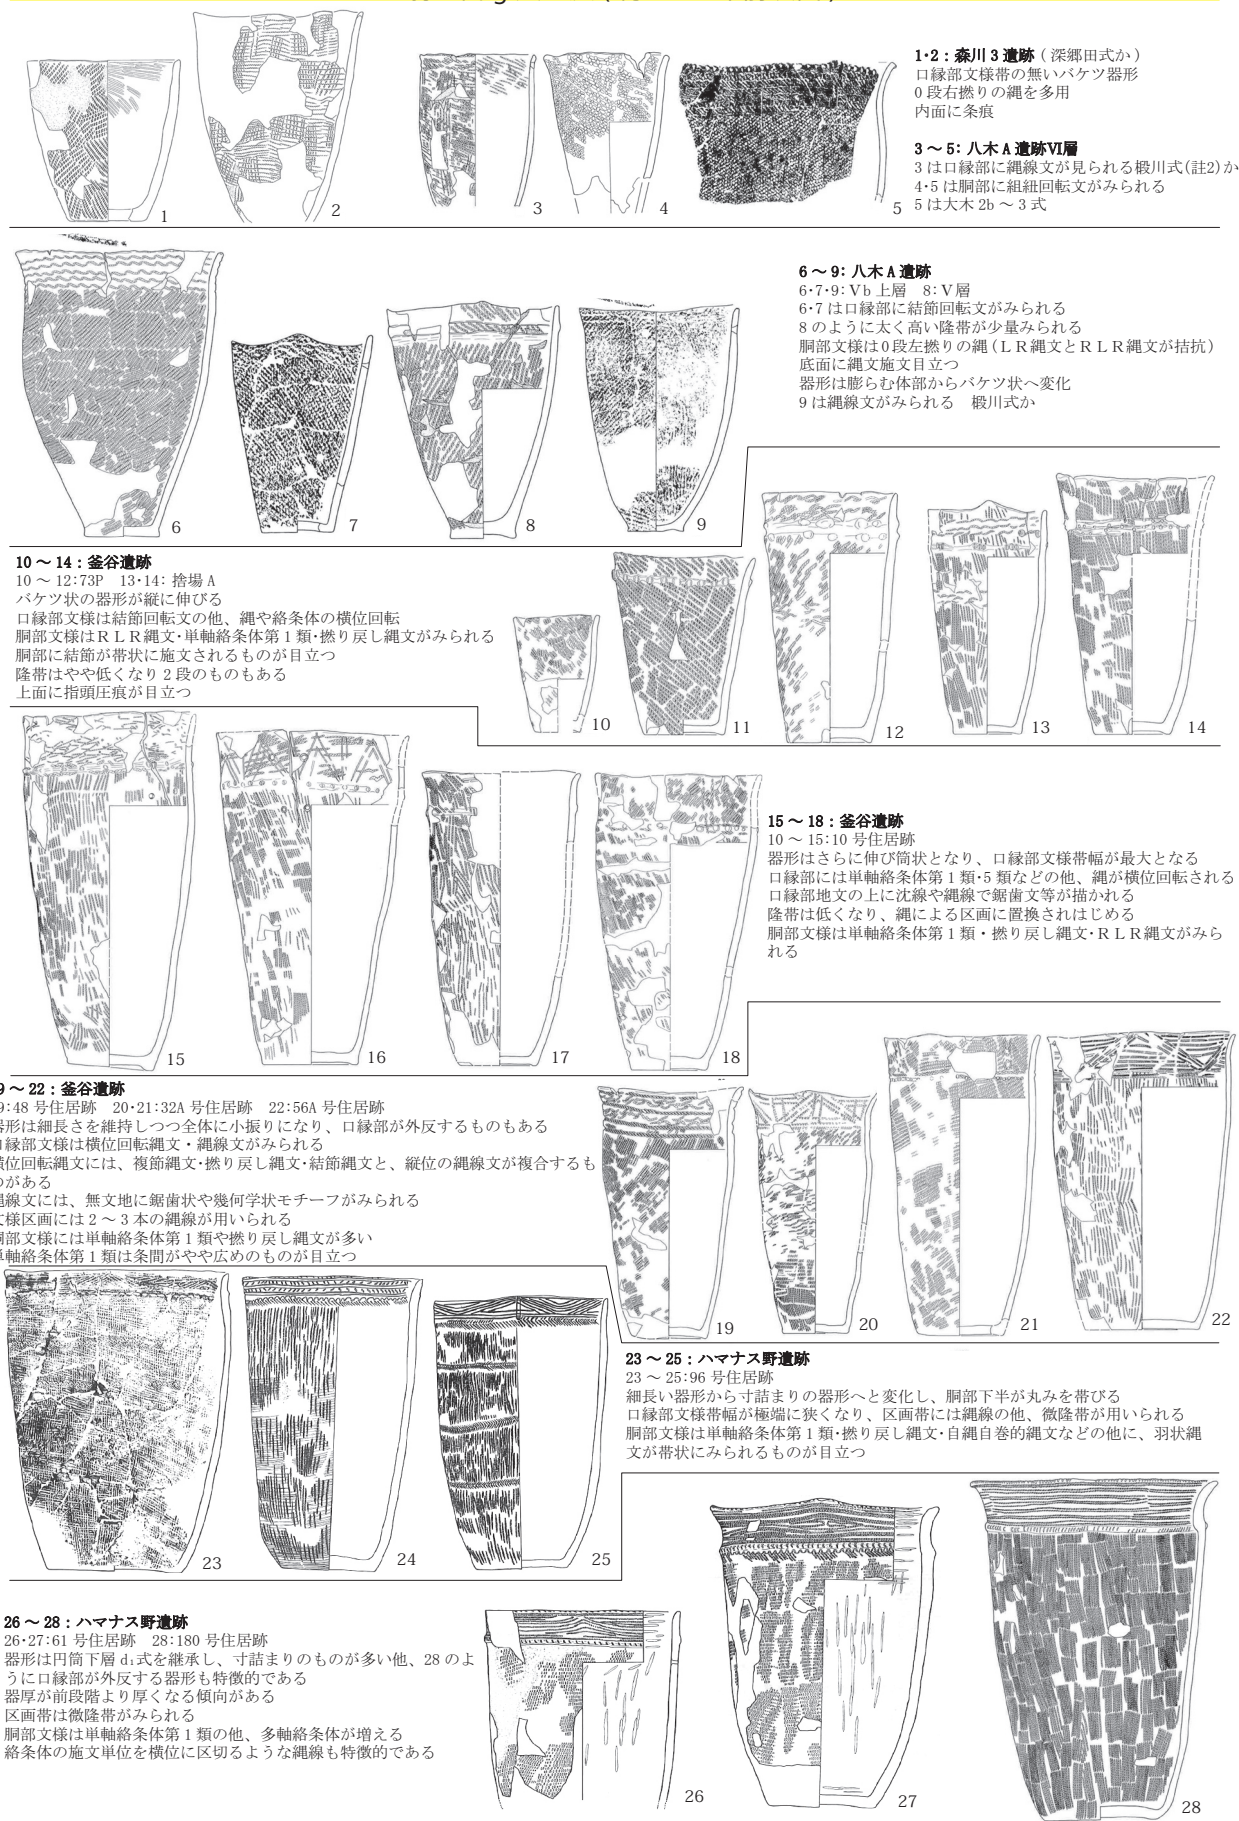 1・2：森川 3 遺跡 ( 深郷田式か )
口縁部文様帯の無いバケツ器形
0 段右撚りの縄を多用
内面に条痕
3 ～ 5: 八木 A 遺跡Ⅵ層
3 は口縁部に縄線文が見られる椴川式(註2)か
4・5 は胴部に組紐回転文がみられる
5 は大木 2b ～ 3 式
1
2
3
4
5
6 ～ 9: 八木 A 遺跡
6・7・9：Ⅴb 上層　8：Ⅴ層
6・7 は口縁部に結節回転文がみられる
8 のように太く高い隆帯が少量みられる
胴部文様は0段左撚りの縄(ＬＲ縄文とＲＬＲ縄文が拮抗)
底面に縄文施文目立つ
器形は膨らむ体部からバケツ状へ変化
9 は縄線文がみられる　椴川式か
6
7
8
9
10 ～ 14：釜谷遺跡
10 ～ 12:73P　13・14：捨場 A
バケツ状の器形が縦に伸びる
口縁部文様は結節回転文の他、縄や絡条体の横位回転
胴部文様はＲＬＲ縄文・単軸絡条体第 1 類・撚り戻し縄文がみられる
胴部に結節が帯状に施文されるものが目立つ
隆帯はやや低くなり 2 段のものもある
上面に指頭圧痕が目立つ
10
11
12
13
14
15 ～ 18：釜谷遺跡
10 ～ 15:10 号住居跡
器形はさらに伸び筒状となり、口縁部文様帯幅が最大となる
口縁部には単軸絡条体第 1 類・5 類などの他、縄が横位回転される
口縁部地文の上に沈線や縄線で鋸歯文等が描かれる
隆帯は低くなり、縄による区画に置換されはじめる
胴部文様は単軸絡条体第 1 類・撚り戻し縄文・ＲＬＲ縄文がみら
れる
15
16
17
18
9 ～ 22：釜谷遺跡
9:48 号住居跡　20・21:32A 号住居跡　22:56A 号住居跡
器形は細長さを維持しつつ全体に小振りになり、口縁部が外反するものもある
口縁部文様は横位回転縄文・縄線文がみられる
横位回転縄文には、複節縄文・撚り戻し縄文・結節縄文と、縦位の縄線文が複合するも
のがある
縄線文には、無文地に鋸歯状や幾何学状モチーフがみられる
文様区画には 2 ～ 3 本の縄線が用いられる
胴部文様には単軸絡条体第 1 類や撚り戻し縄文が多い
単軸絡条体第 1 類は条間がやや広めのものが目立つ
19
20
21
22
23 ～ 25：ハマナス野遺跡
23 ～ 25:96 号住居跡
細長い器形から寸詰まりの器形へと変化し、胴部下半が丸みを帯びる
口縁部文様帯幅が極端に狭くなり、区画帯には縄線の他、微隆帯が用いられる
胴部文様は単軸絡条体第 1 類・撚り戻し縄文・自縄自巻的縄文などの他に、羽状縄
文が帯状にみられるものが目立つ
23
24
25
26 ～ 28：ハマナス野遺跡
26・27:61 号住居跡　28:180 号住居跡
器形は円筒下層 d₁式を継承し、寸詰まりのものが多い他、28 のよ
うに口縁部が外反する器形も特徴的である
器厚が前段階より厚くなる傾向がある
区画帯は微隆帯がみられる
胴部文様は単軸絡条体第 1 類の他、多軸絡条体が増える
絡条体の施文単位を横位に区切るような縄線も特徴的である
26
27
28